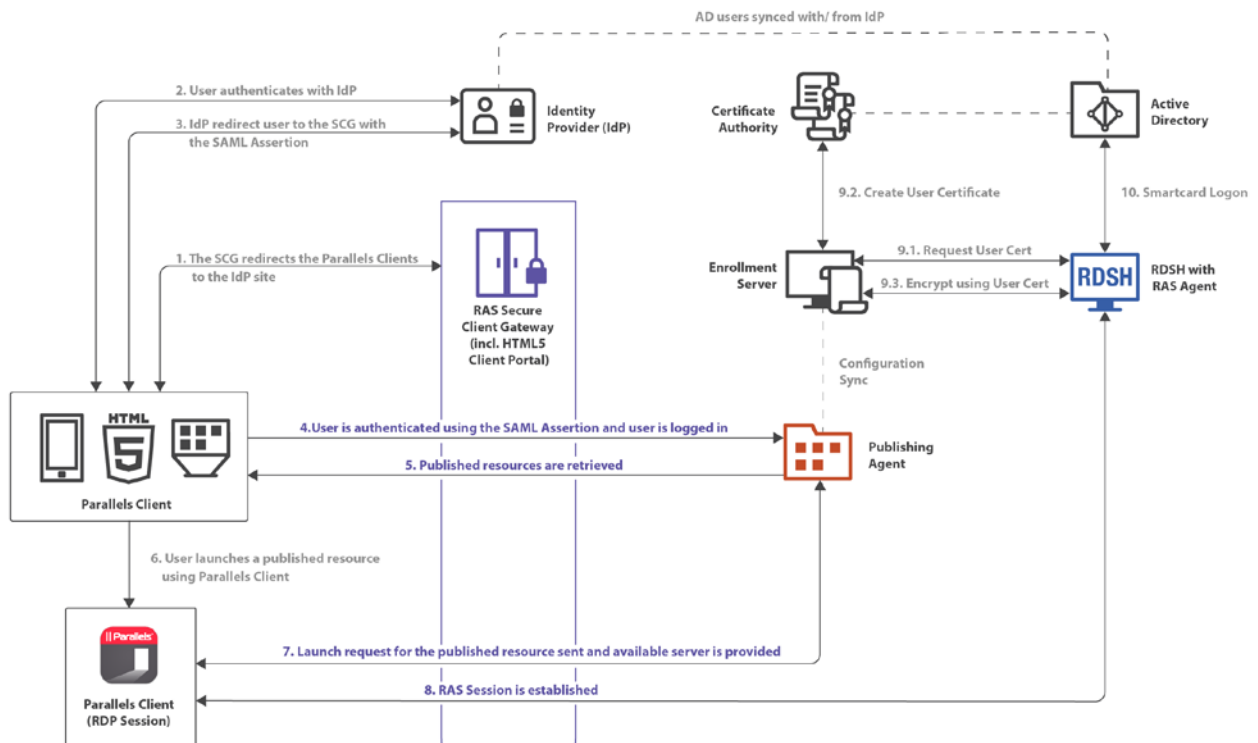 AD users synced with/ from IdP
2. User authenticates with IdP
3. IdP redirect user to the SCG with
the SAML Assertion
Identity
Provider (IdP)
Certificate
Authority
Active
Directory
9.2. Create User Certificate
10. Smartcard Logon
1. The SCG redirects the Parallels Clients
to the IdP site
RAS Secure
Client Gateway
(incl. HTML5
Client Portal)
Enrollment
Server
9.1. Request User Cert
9.3. Encrypt using User Cert
RDSH
RDSH with
RAS Agent
Configuration
Sync
HTML
5
Parallels Client
4.User is authenticated using the SAML Assertion and user is logged in
5. Published resources are retrieved
Publishing
Agent
6. User launches a published resource
using Parallels Client
|| Parallels
Parallels Client
(RDP Session)
7. Launch request for the published resource sent and available server is provided
8. RAS Session is established